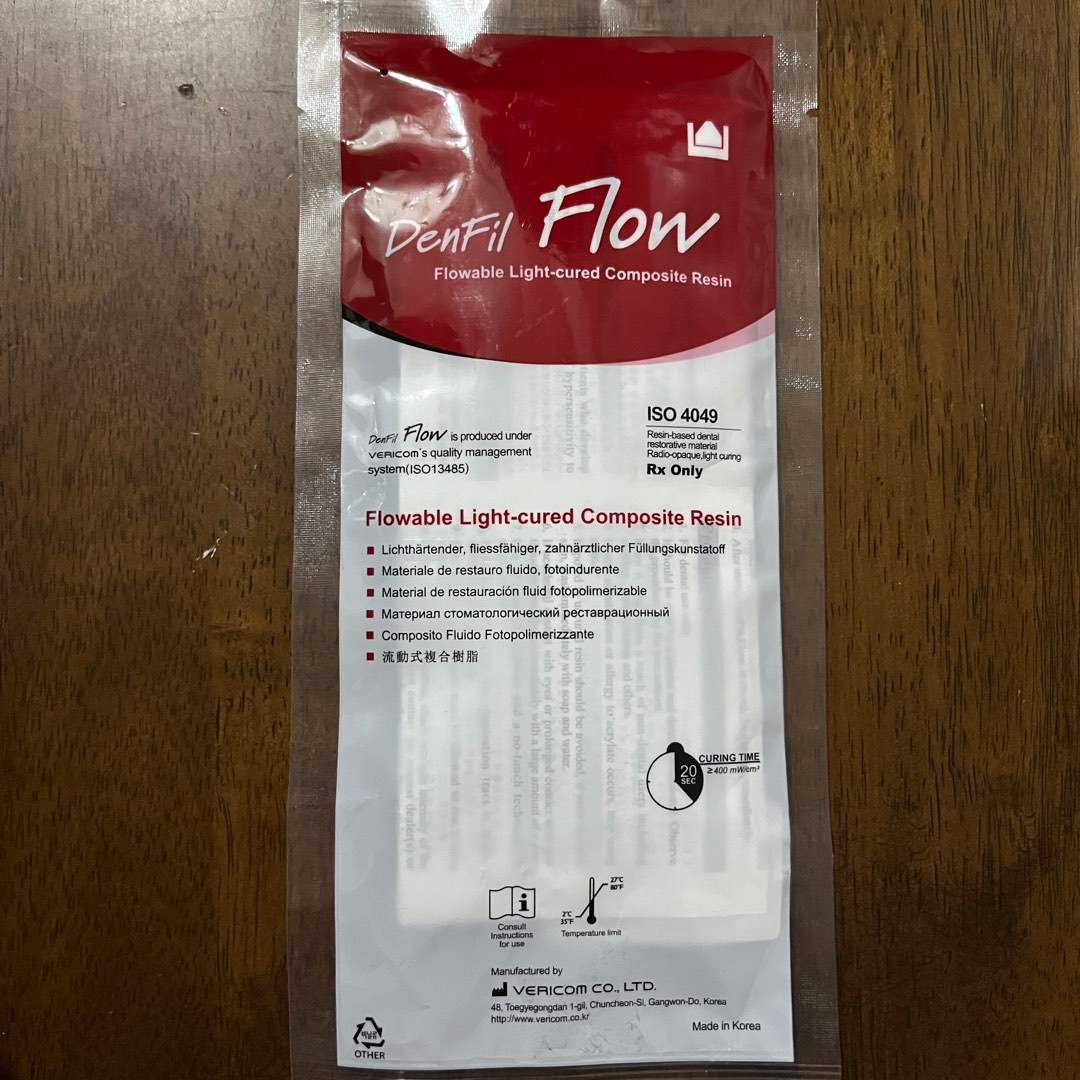 DenFil Flow
Flowable Light-cured Composite Resin
DenFil Flow is produced under
VERICOM's quality management
system(ISO13485)
ISO 4049
Resin-based dental
restorative material
Radio-opaque,light curing
Rx Only
Flowable Light-cured Composite Resin
Lichthärtender, fliessfähiger, zahnärztlicher Füllungskunstatoff
Materiale de restauro fluido, fotoindurente
Material de restauración fluid fotopolimerizable
Материал стоматологический реставрационный
Composito Fluido Fotopolimerizzante
流動式複合樹脂
20
SEC
CURING TIME
≥400 mW/cm²
Consult
Instructions
for use
27°C
80°F
2°C
35°F
Temperature limit
Manufactured by
VERICOM CO., LTD.
48, Toegyegongdan 1-gil, Chuncheon-Si, Gangwon-Do, Korea
http://www.vericom.co.kr
Made in Korea
OTHER